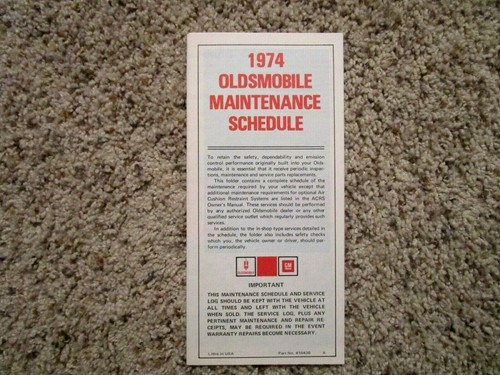 1974
OLDSMOBILE
MAINTENANCE
SCHEDULE
To retain the safety, dependability and emission
control performance originally built into your Olds-
mobile, it is essential that it receive periodic inspec-
tions, maintenance and service parts replacements.
This folder contains a complete schedule of the
maintenance required by your vehicle except that
additional maintenance requirements for optional Air
Cushion Restraint Systems are listed in the ACRS
Owner's Manual. These services should be performed
by any authorized Oldsmobile dealer or any other
qualified service outlet which regularly provides such
services.
In addition to the in-shop type services detailed in
the schedule, the folder also includes safety checks
which you, the vehicle owner or driver, should per-
form periodically.
OLDSMOBILE
GM
IMPORTANT
THIS MAINTENANCE SCHEDULE AND SERVICE
LOG SHOULD BE KEPT WITH THE VEHICLE AT
ALL TIMES AND LEFT WITH THE VEHICLE
WHEN SOLD. THE SERVICE LOG, PLUS ANY
PERTINENT MAINTENANCE AND REPAIR RE-
CEIPTS, MAY BE REQUIRED IN THE EVENT
WARRANTY REPAIRS BECOME NECESSARY.
Part No.